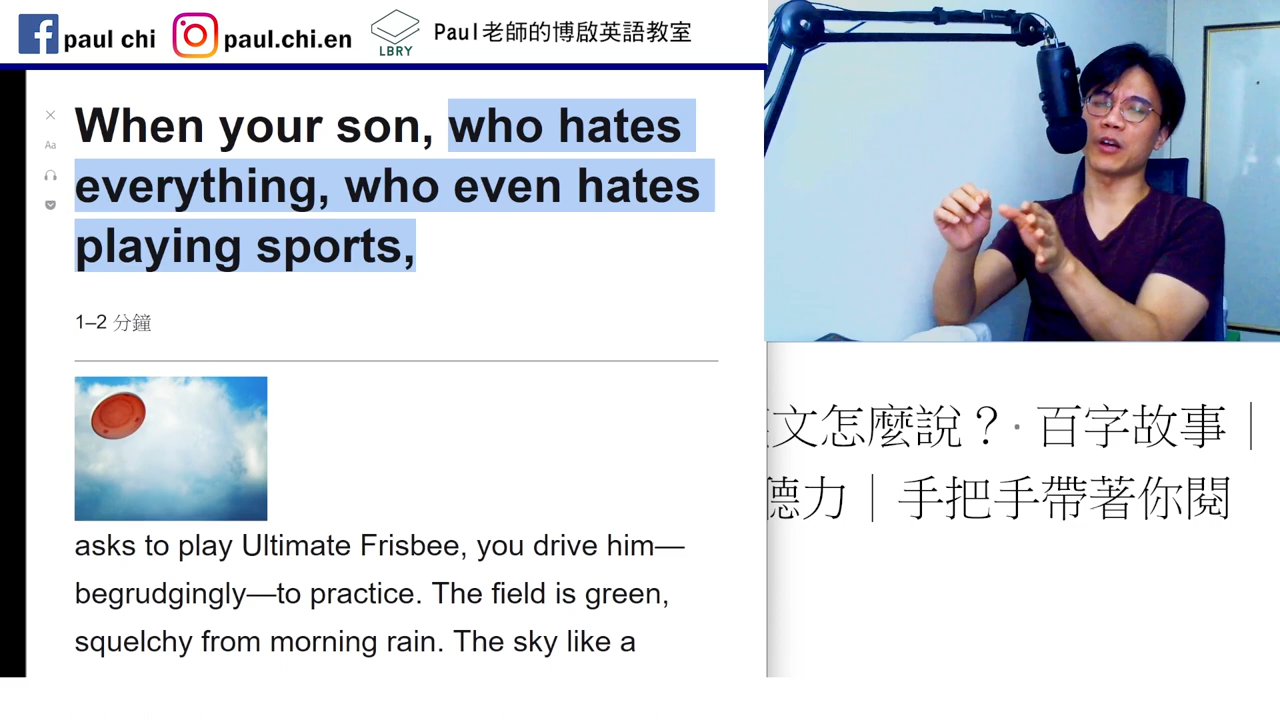 paul chi
paul.chi.en
LBRY
Paul老師的博啟英語教室
When your son, who hates
everything, who even hates
playing sports,
Aa
1–2 分鐘
asks to play Ultimate Frisbee, you drive him—
begrudgingly—to practice. The field is green,
squelchy from morning rain. The sky like a
文怎麼說？· 百字故事｜
聽力｜手把手帶著你閱